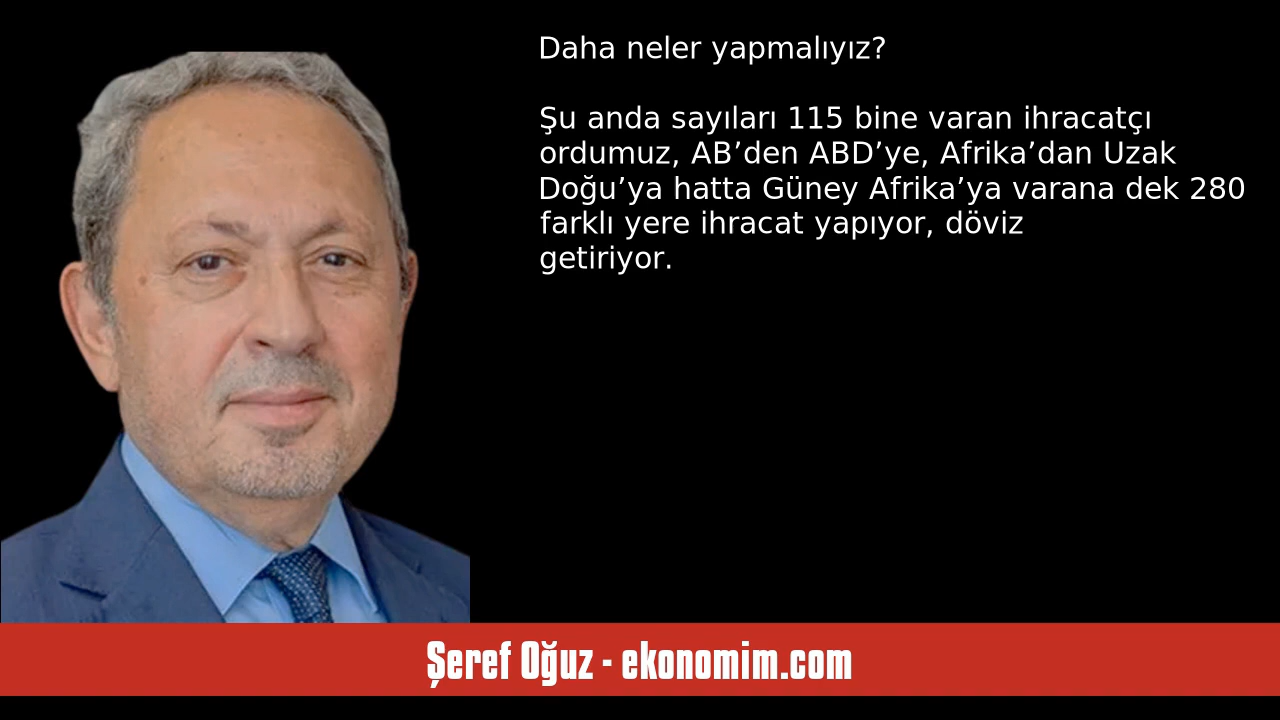 Daha neler yapmalıyız?
Şu anda sayıları 115 bine varan ihracatçı
ordumuz, AB’den ABD’ye, Afrika’dan Uzak
Doğu’ya hatta Güney Afrika’ya varana dek 280
farklı yere ihracat yapıyor, döviz
getiriyor.
Şeref Oğuz - ekonomim.com